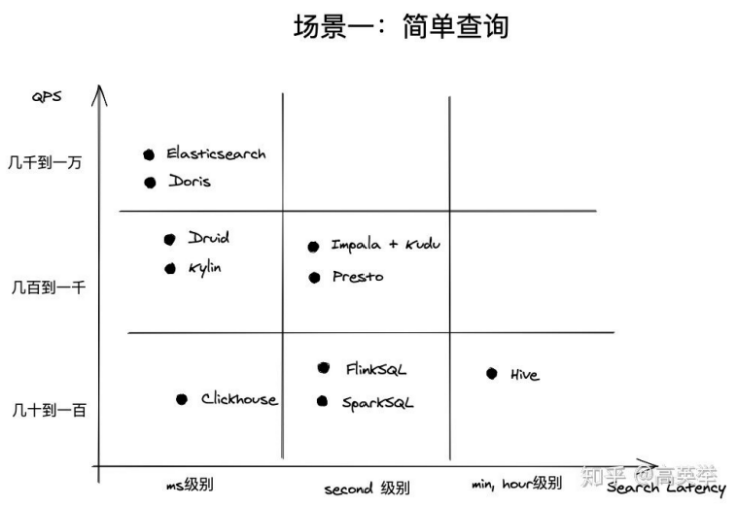 场景一：简单查询
QPS
几千到一万
Elasticsearch
Doris
几百到一千
Druid
Kylin
Impala + Kudu
Presto
几十到一百
Clickhouse
FlinkSQL
SparkSQL
Hive
ms级别
second 级别
min, hour级别
Search Latency
知乎 @高要举